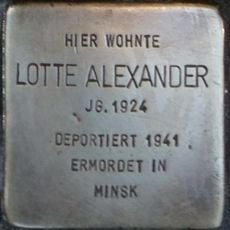 HIER WOHNTE
LOTTE ALEXANDER
JG. 1924
DEPORTIERT 1941
ERMORDET IN
MINSK